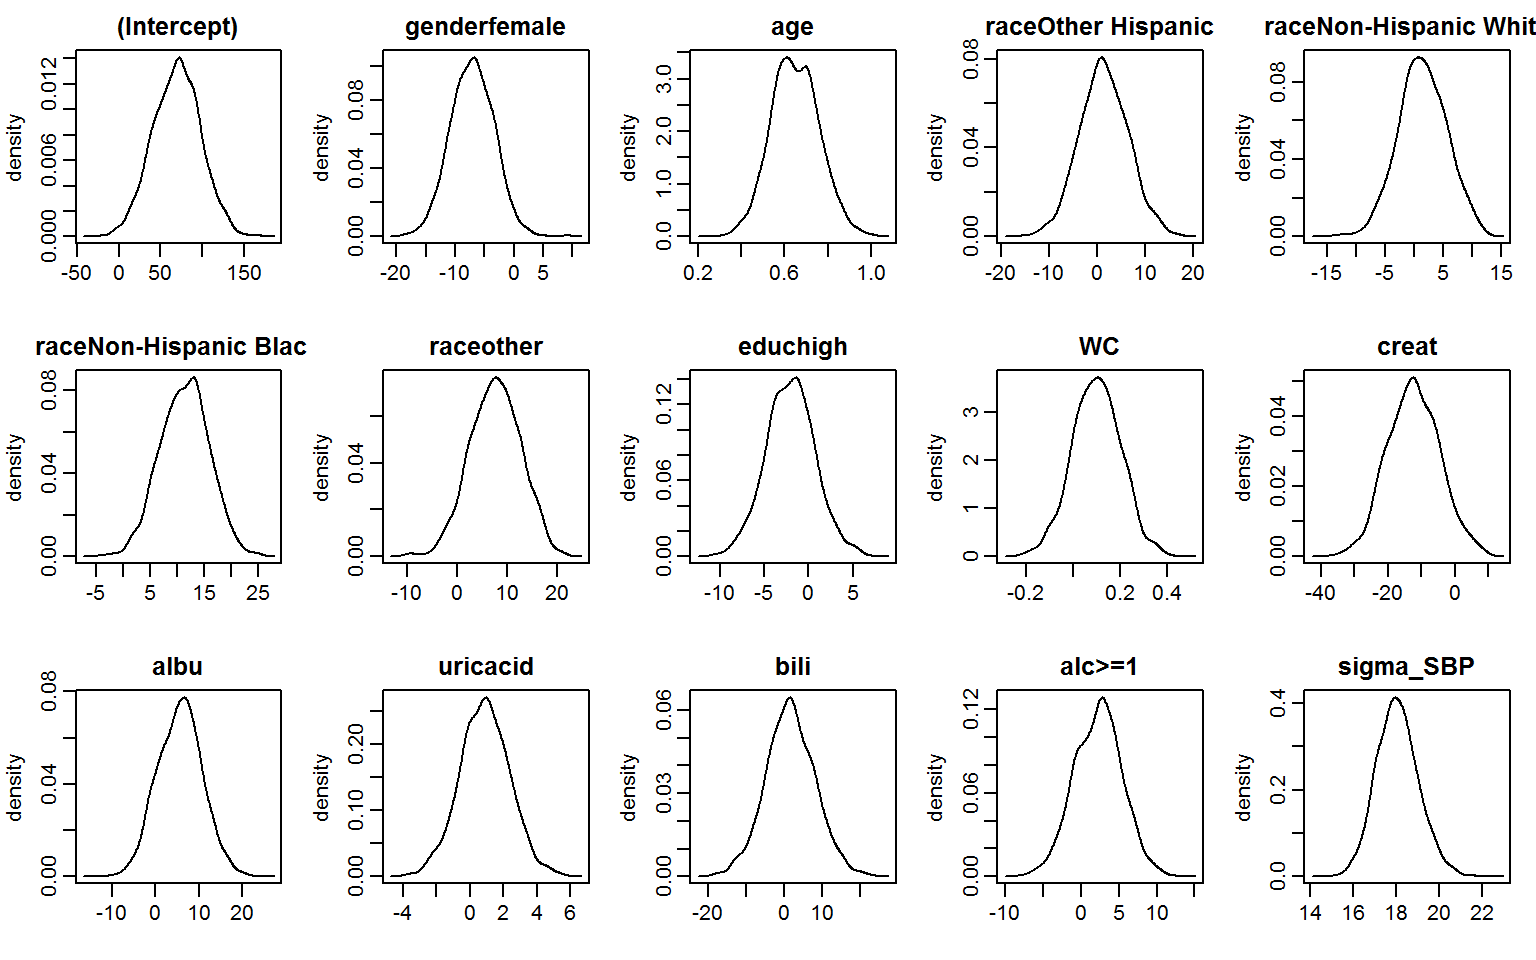 (Intercept) genderfemale age raceOther Hispanic raceNon-Hispanic Whit
density 0.000 0.006 0.012
-50 0 50 150
density 0.00 0.04 0.08
-20 -10 0 5
density 0.0 1.0 2.0 3.0
0.2 0.6 1.0
density 0.00 0.04 0.08
-20 -10 0 10 20
density 0.00 0.04 0.08
-15 -5 5 15
raceNon-Hispanic Blac raceother educhigh WC creat
density 0.00 0.04 0.08
-5 5 15 25
density 0.00 0.04
-10 0 10 20
density 0.00 0.06 0.12
-10 -5 0 5
density 0 1 2 3
-0.2 0.2 0.4
density 0.00 0.02 0.04
-40 -20 0
albu uricacid bili alc>=1 sigma_SBP
density 0.00 0.04 0.08
-10 0 10 20
density 0.00 0.10 0.20
-4 0 2 4 6
density 0.00 0.03 0.06
-20 0 10
density 0.00 0.06 0.12
-10 0 5 10
density 0.0 0.2 0.4
14 16 18 20 22